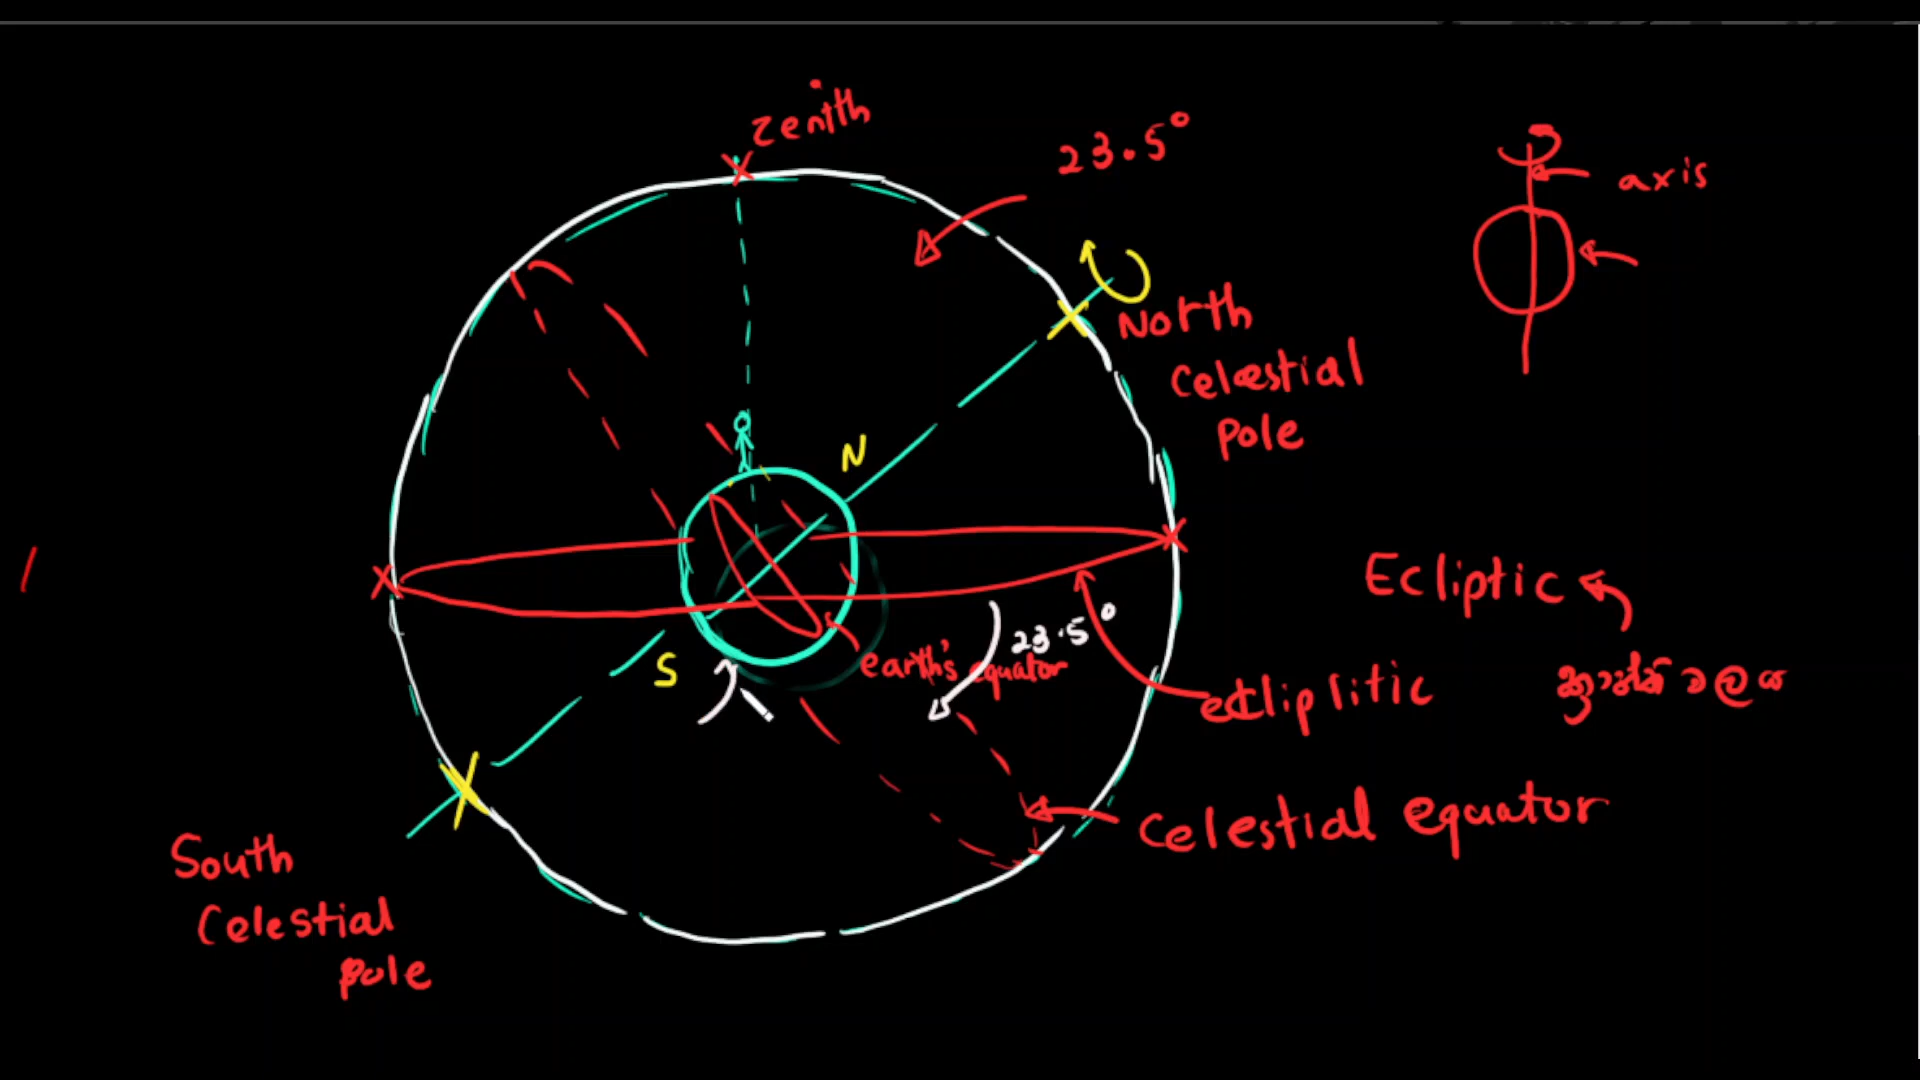 zenith
23.5°
axis
North
Celestial
pole
N
Ecliptic
23.5°
earth's equator
S
ecliplitic
Celestial equator
South
Celestial
pole